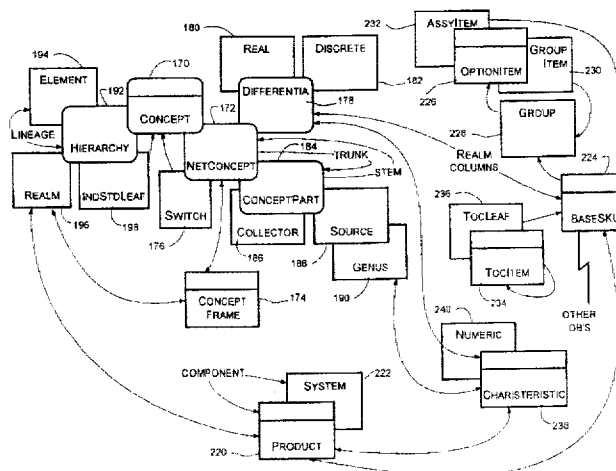 180
REAL
DISCRETE
182
232
ASSYITEM
OPTIONITEM
226
GROUP
ITEM
230
194
ELEMENT
192
170
CONCEPT
172
DIFFERENTIA
178
228
GROUP
224
LINEAGE
HIERARCHY
NETCONCEPT
184
TRUNK
STEM
REALM
COLUMNS
REALM
196
INDSTDLEAF
198
SWITCH
176
CONCEPTPART
COLLECTOR
186
SOURCE
188
GENUS
190
236
TOCLEAF
TOCITEM
234
BASESKU
OTHER
DB'S
CONCEPT
FRAME
174
240
NUMERIC
CHARISTERISTIC
238
COMPONENT
SYSTEM
222
220
PRODUCT